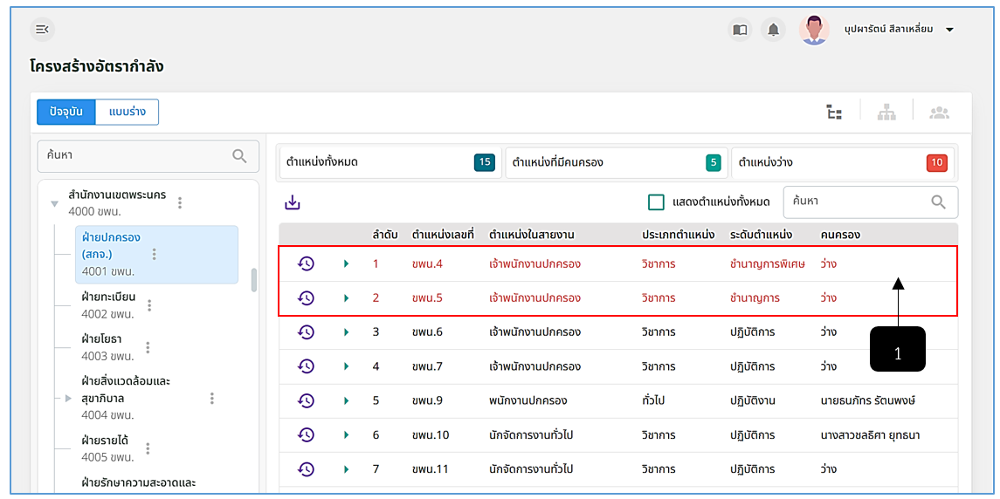 บุปผารัตน์ สีลาเหลี่ยม
โครงสร้างอัตรากำลัง
ปัจจุบัน แบบร่าง
ค้นหา
สำนักงานเขตพระนคร
4000 ขพน.
ฝ่ายปกครอง
(สกจ.)
4001 ขพน.
ฝ่ายทะเบียน
4002 ขพน.
ฝ่ายโยธา
4003 ขพน.
ฝ่ายสิ่งแวดล้อมและ
สุขาภิบาล
4004 ขพน.
ฝ่ายรายได้
4005 ขพน.
ฝ่ายรักษาความสะอาดและ
ตำแหน่งทั้งหมด 15 ตำแหน่งที่มีคนครอง 5 ตำแหน่งว่าง 10
แสดงตำแหน่งทั้งหมด ค้นหา
ลำดับ ตำแหน่งเลขที่ ตำแหน่งในสายงาน ประเภทตำแหน่ง ระดับตำแหน่ง คนครอง
1 ขพน.4 เจ้าพนักงานปกครอง วิชาการ ชำนาญการพิเศษ ว่าง
2 ขพน.5 เจ้าพนักงานปกครอง วิชาการ ชำนาญการ ว่าง
3 ขพน.6 เจ้าพนักงานปกครอง วิชาการ ปฏิบัติการ ว่าง
4 ขพน.7 เจ้าพนักงานปกครอง วิชาการ ปฏิบัติการ ว่าง
1
5 ขพน.9 พนักงานปกครอง ทั่วไป ปฏิบัติงาน นายธนภัทร รัตนพงษ์
6 ขพน.10 นักจัดการงานทั่วไป วิชาการ ปฏิบัติการ นางสาวชลธิศา ยุทธนา
7 ขพน.11 นักจัดการงานทั่วไป วิชาการ ปฏิบัติการ ว่าง